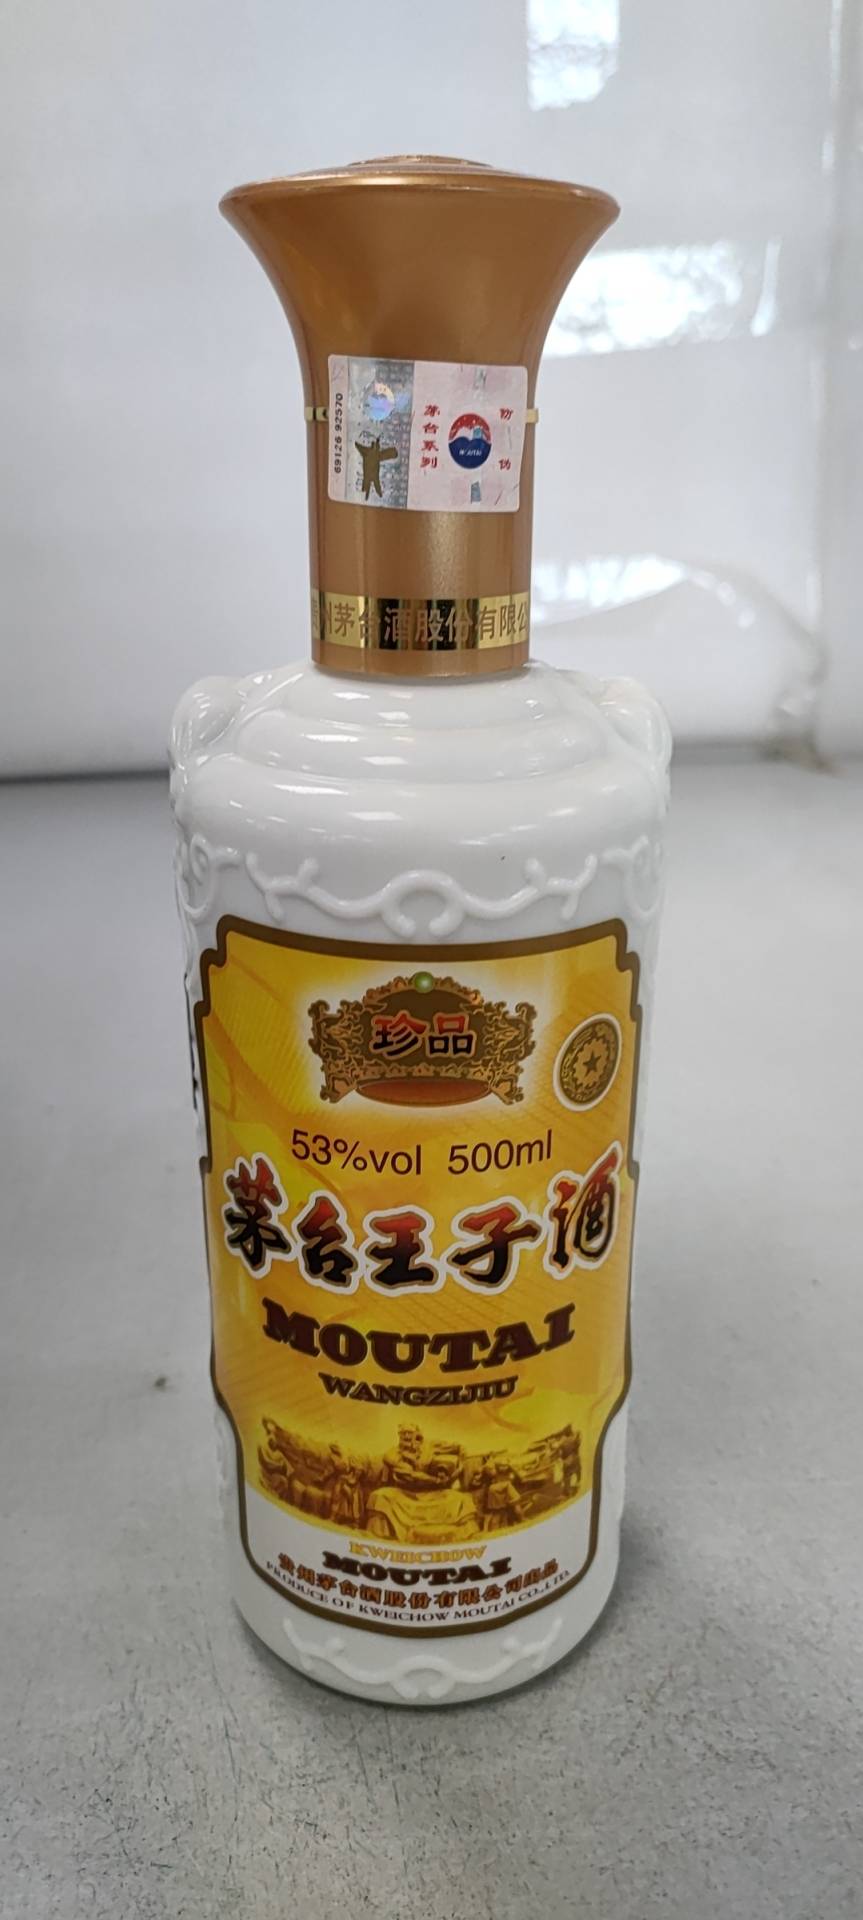 69126 92570
茅台系列
MOUTAI
防伪
贵州茅台酒股份有限公
珍品
53%vol 500ml
茅台王子酒
MOUTAI
WANGZIJIU
KWEICHOW
MOUTAI
贵州茅台酒股份有限公司出品
PRODUCE OF KWEICHOW MOUTAI CO.,LTD.